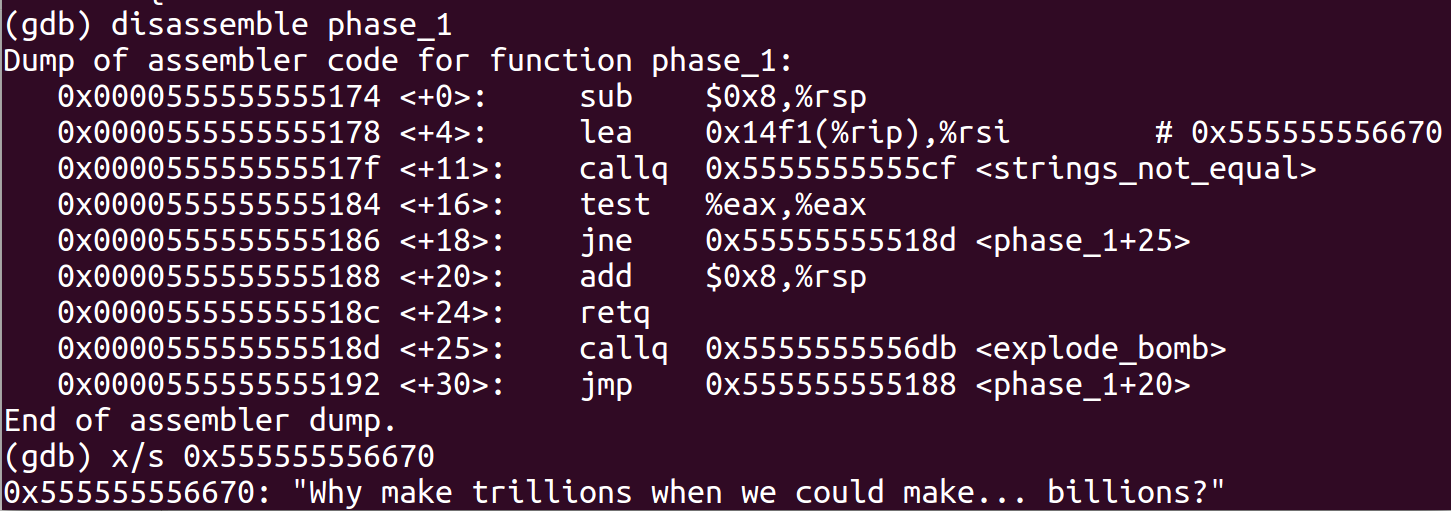 (gdb) disassemble phase_1
Dump of assembler code for function phase_1:
   0x0000555555555174 <+0>:     sub    $0x8,%rsp
   0x0000555555555178 <+4>:     lea    0x14f1(%rip),%rsi        # 0x555555556670
   0x000055555555517f <+11>:    callq  0x5555555555cf <strings_not_equal>
   0x0000555555555184 <+16>:    test   %eax,%eax
   0x0000555555555186 <+18>:    jne    0x55555555518d <phase_1+25>
   0x0000555555555188 <+20>:    add    $0x8,%rsp
   0x000055555555518c <+24>:    retq
   0x000055555555518d <+25>:    callq  0x5555555556db <explode_bomb>
   0x0000555555555192 <+30>:    jmp    0x555555555188 <phase_1+20>
End of assembler dump.
(gdb) x/s 0x555555556670
0x555555556670: "Why make trillions when we could make... billions?"